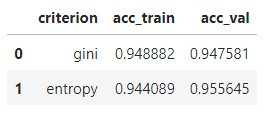 criterion acc_train acc_val
0 gini 0.948882 0.947581
1 entropy 0.944089 0.955645